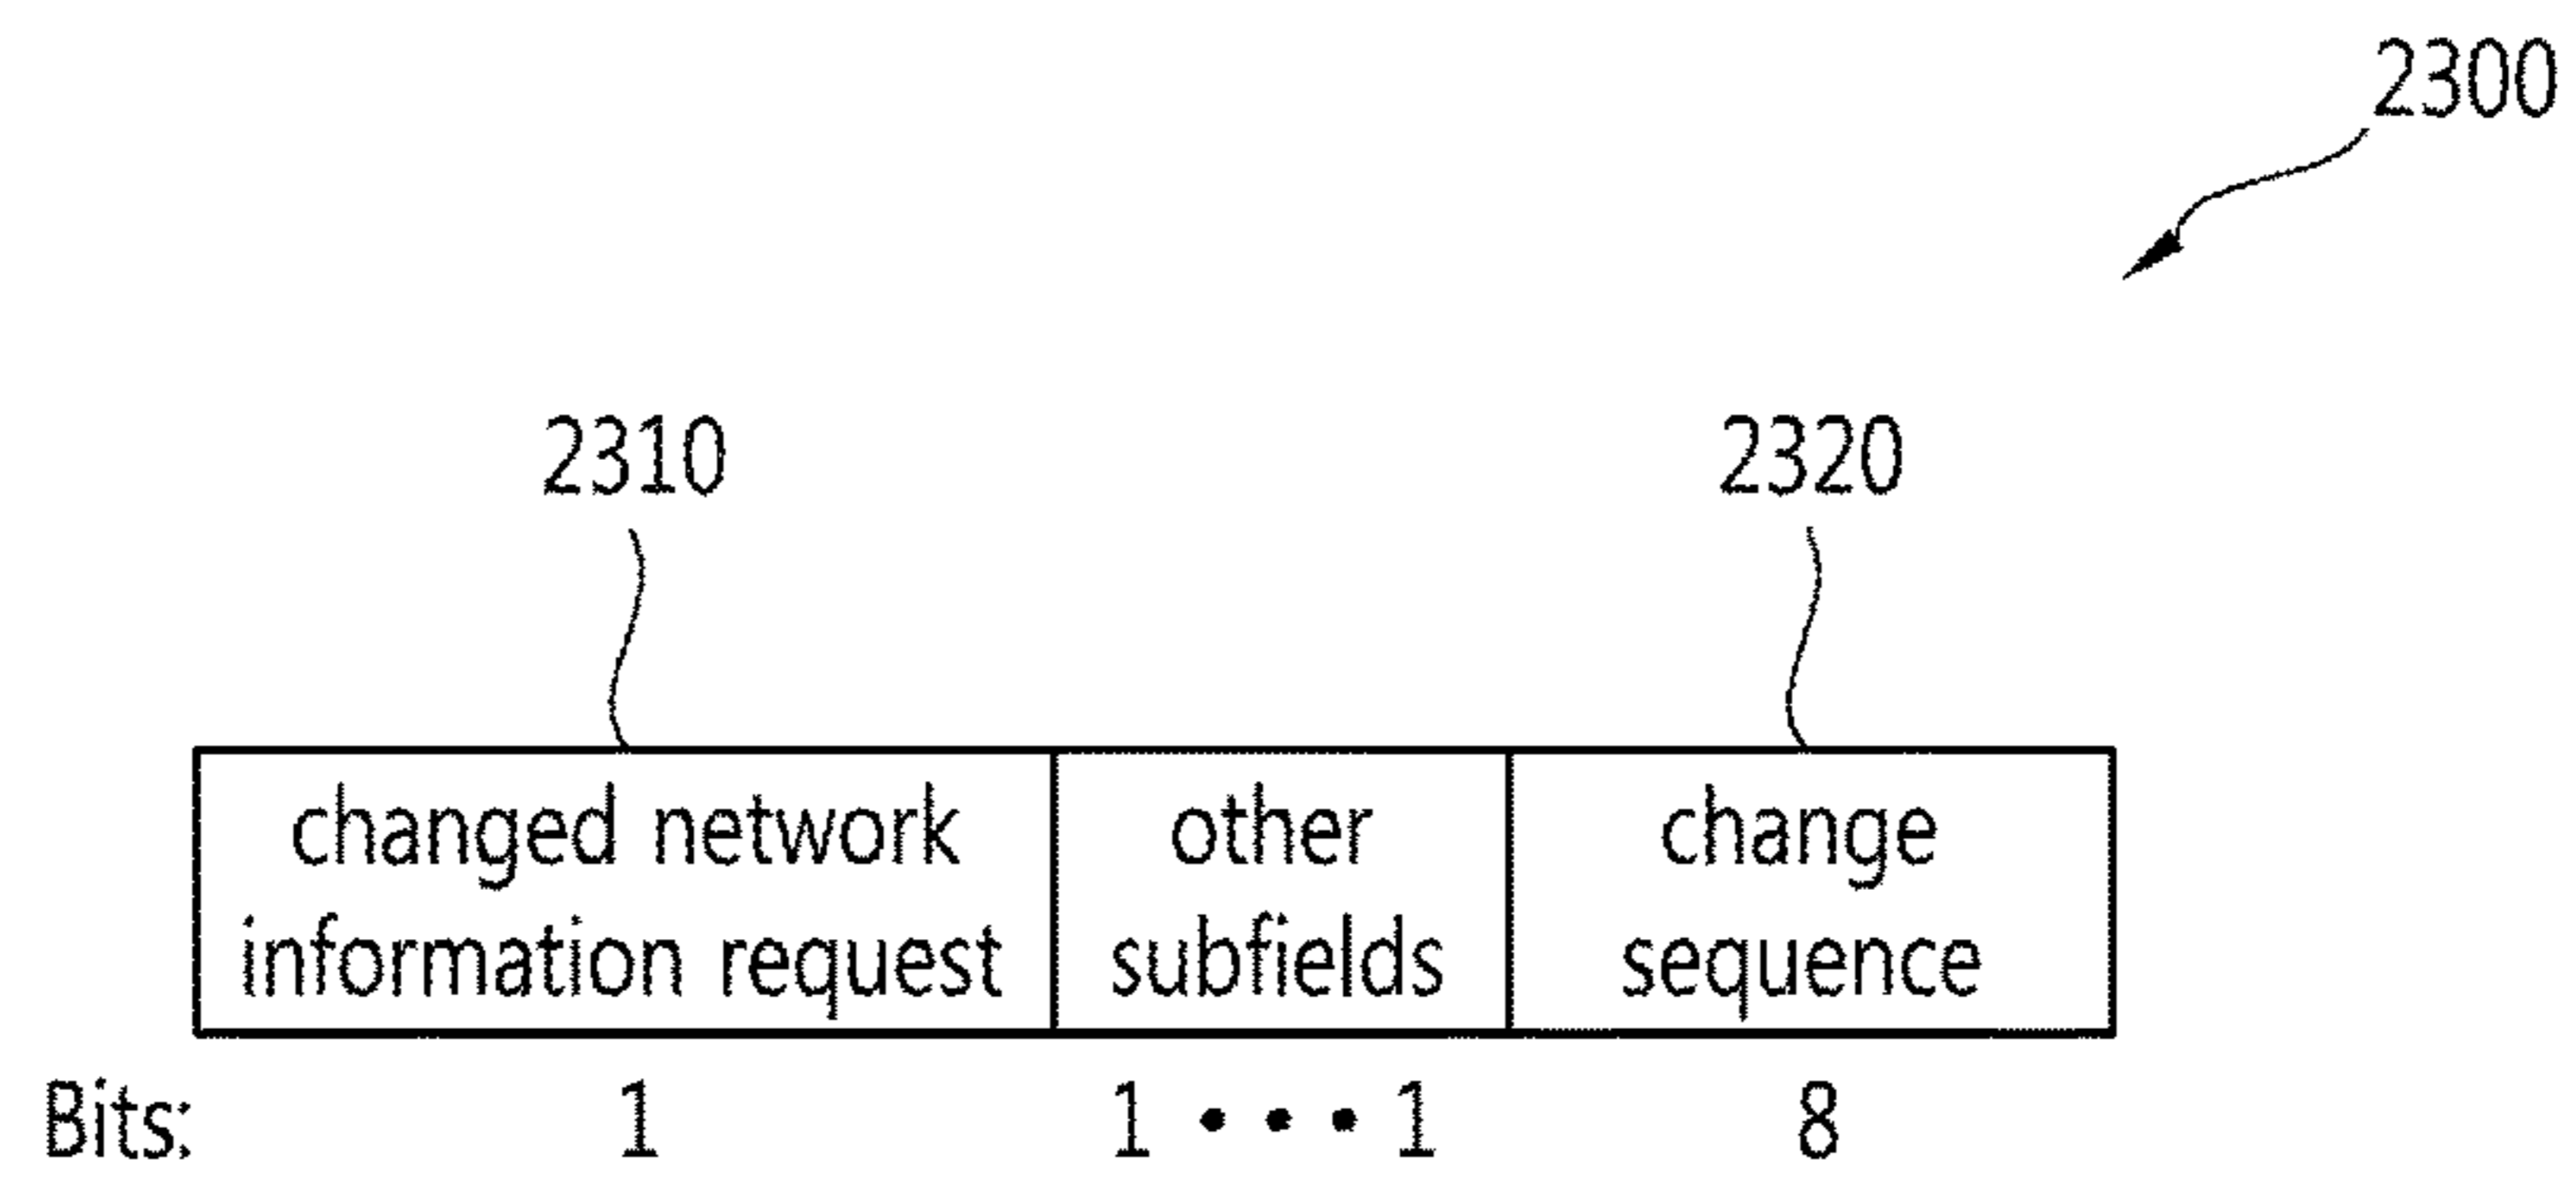 2300
2310
2320
changed network
information request
other
subfields
change
sequence
Bits:
1
1 • • • 1
8